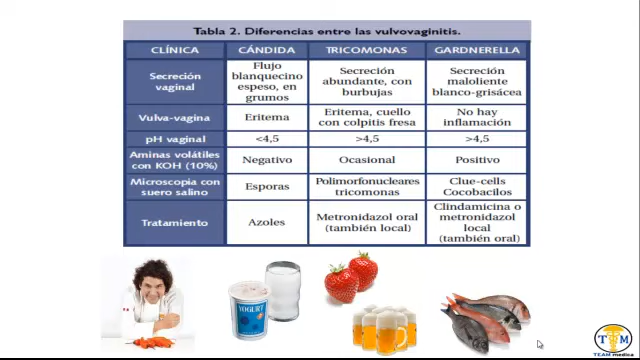 Tabla 2. Diferencias entre las vulvovaginitis.
CLÍNICA CÁNDIDA TRICOMONAS GARDNERELLA
Secreción vaginal
Flujo blanquecino espeso, en grumos
Secreción abundante, con burbujas
Secreción maloliente blanco-grisácea
Vulva-vagina
Eritema
Eritema, cuello con colpitis fresa
No hay inflamación
pH vaginal <4,5 >4,5 >4,5
Aminas volátiles con KOH (10%)
Negativo
Ocasional
Positivo
Microscopia con suero salino
Esporas
Polimorfonucleares tricomonas
Clue-cells Cocobacilos
Tratamiento
Azoles
Metronidazol oral (también local)
Clindamicina o metronidazol local (también oral)
YOGURT
T M
TEAM medica